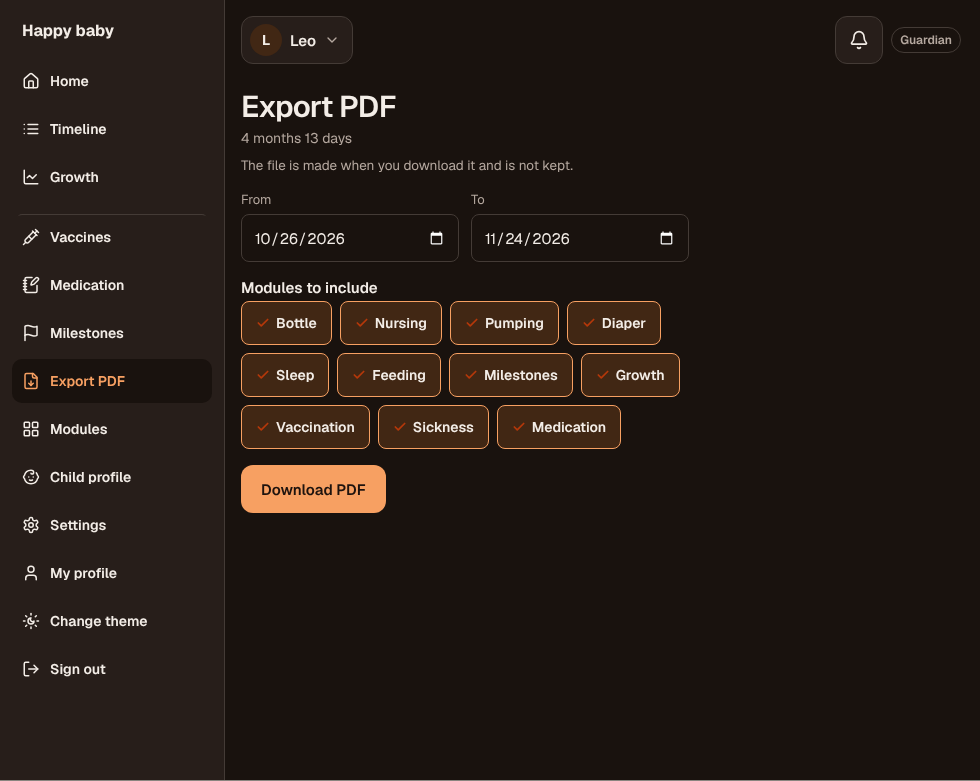 Happy baby
L Leo
Guardian
Home
Timeline
Growth
Vaccines
Medication
Milestones
Export PDF
Modules
Child profile
Settings
My profile
Change theme
Sign out
Export PDF
4 months 13 days
The file is made when you download it and is not kept.
From To
10/26/2026 11/24/2026
Modules to include
Bottle Nursing Pumping Diaper
Sleep Feeding Milestones Growth
Vaccination Sickness Medication
Download PDF